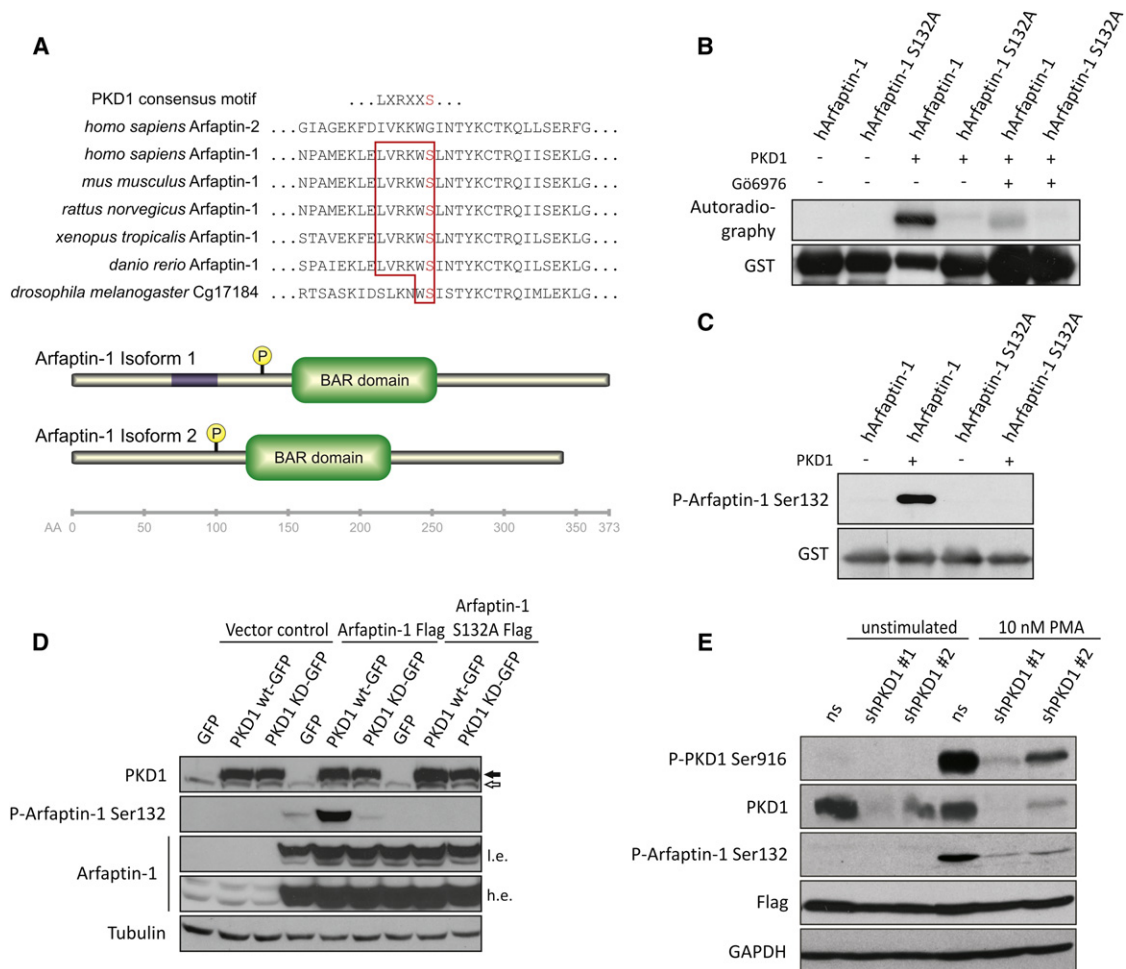 A
PKD1 consensus motif ...LXRXXS...
homo sapiens Arfaptin-2 ...GIAGEKFDIVKKWGINTYKCTKQLLSERFG...
homo sapiens Arfaptin-1 ...NPAMEKLELVRKWSLNTYKCTRQIISEKLG...
mus musculus Arfaptin-1 ...NPAMEKLELVRKWSLNTYKCTRQIISEKLG...
rattus norvegicus Arfaptin-1 ...NPAMEKLELVRKWSLNTYKCTRQIISEKLG...
xenopus tropicalis Arfaptin-1 ...STAVEKFELVRKWSLNTYKCTRQIISEKLG...
danio rerio Arfaptin-1 ...SPAIEKLELVRKWSINTYKCTRQIISEKLG...
drosophila melanogaster Cg17184 ...RTSASKIDSLKNWSISTYKCTRQIMLEKLG...
Arfaptin-1 Isoform 1
P
BAR domain
Arfaptin-1 Isoform 2
P
BAR domain
AA 0 50 100 150 200 250 300 350 373
B
hArfaptin-1 hArfaptin-1 S132A hArfaptin-1 hArfaptin-1 S132A hArfaptin-1 hArfaptin-1 S132A
PKD1 - - + + + +
Gö6976 - - - - + +
Autoradio-
graphy
GST
C
hArfaptin-1 hArfaptin-1 hArfaptin-1 S132A hArfaptin-1 S132A
PKD1 - + - +
P-Arfaptin-1 Ser132
GST
D
Vector control Arfaptin-1 Flag Arfaptin-1
S132A Flag
GFP PKD1 wt-GFP PKD1 KD-GFP GFP PKD1 wt-GFP PKD1 KD-GFP GFP PKD1 wt-GFP PKD1 KD-GFP
PKD1
P-Arfaptin-1 Ser132
Arfaptin-1
l.e.
h.e.
Tubulin
E
unstimulated 10 nM PMA
ns shPKD1 #1 shPKD1 #2 ns shPKD1 #1 shPKD1 #2
P-PKD1 Ser916
PKD1
P-Arfaptin-1 Ser132
Flag
GAPDH